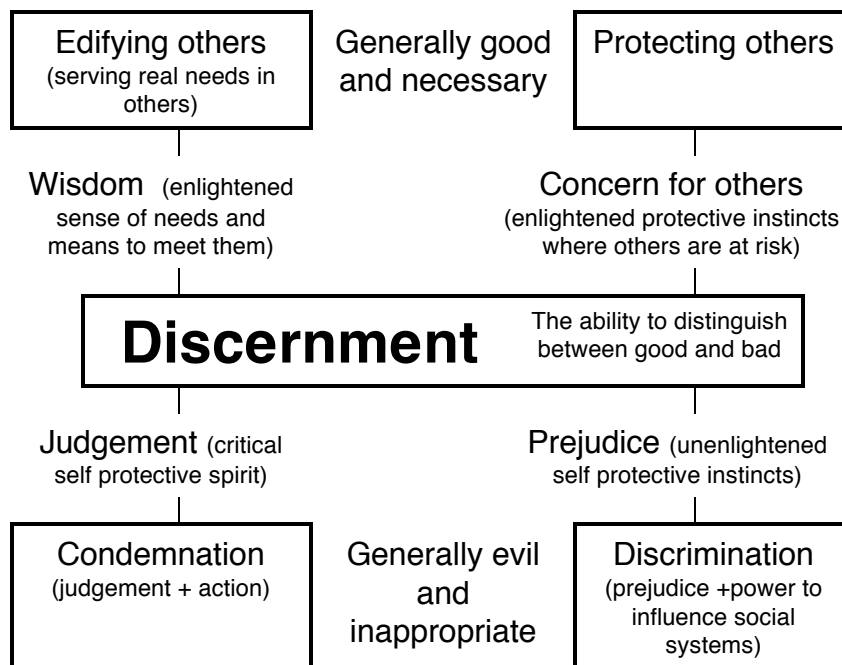 Edifying others
(serving real needs in
others)
Generally good
and necessary
Protecting others
Wisdom (enlightened
sense of needs and
means to meet them)
Concern for others
(enlightened protective instincts
where others are at risk)
Discernment
The ability to distinguish
between good and bad
Judgement (critical
self protective spirit)
Prejudice (unenlightened
self protective instincts)
Condemnation
(judgement + action)
Generally evil
and
inappropriate
Discrimination
(prejudice +power to
influence social
systems)